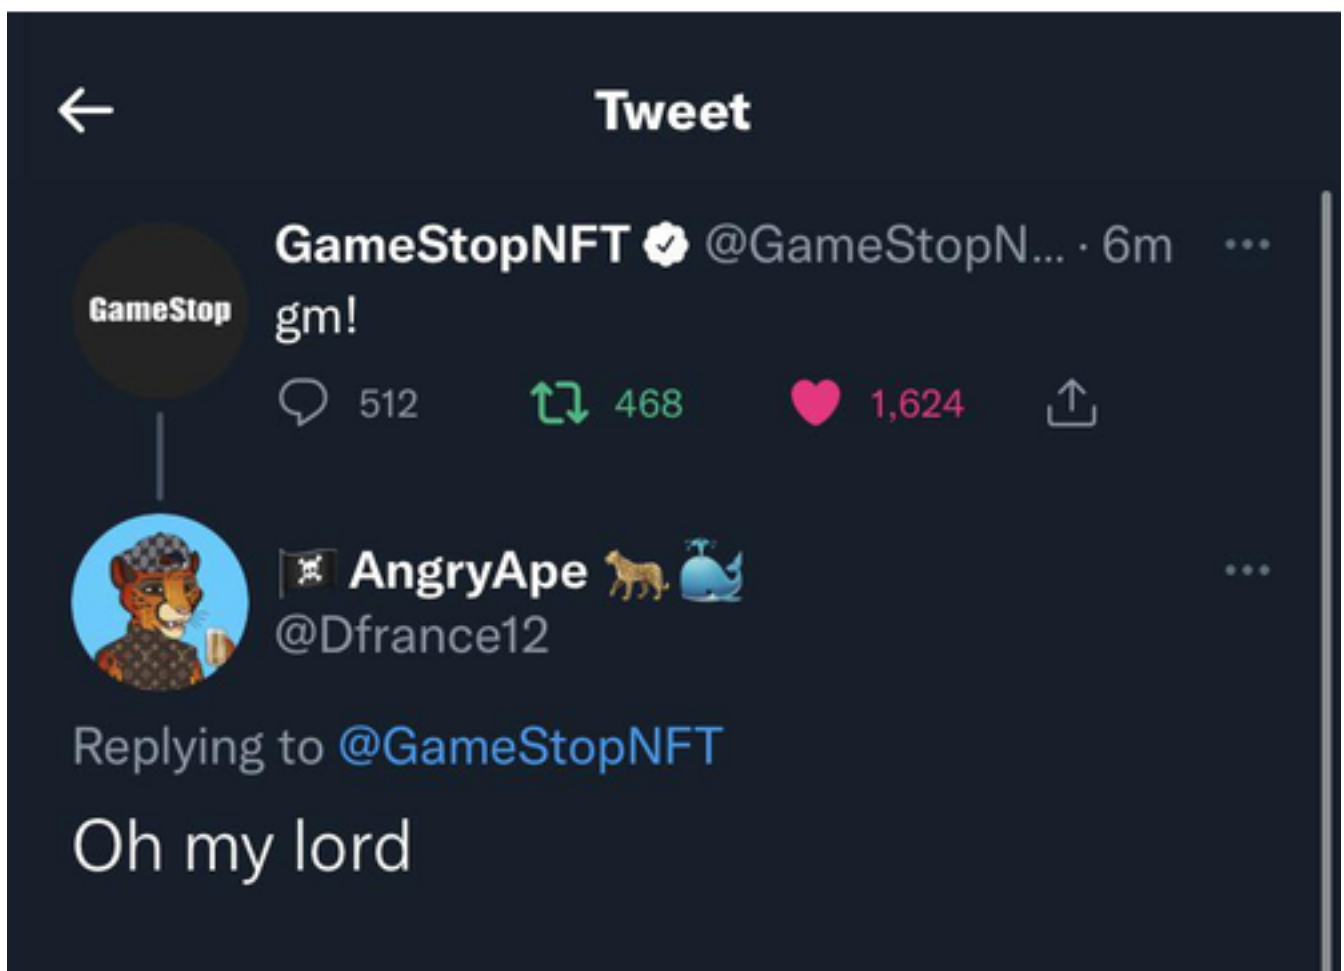 Tweet
GameStopNFT @GameStopN... · 6m
GameStop
gm!
512 468 1,624
🏴‍☠️ AngryApe 🐆🐳
@Dfrance12
Replying to @GameStopNFT
Oh my lord